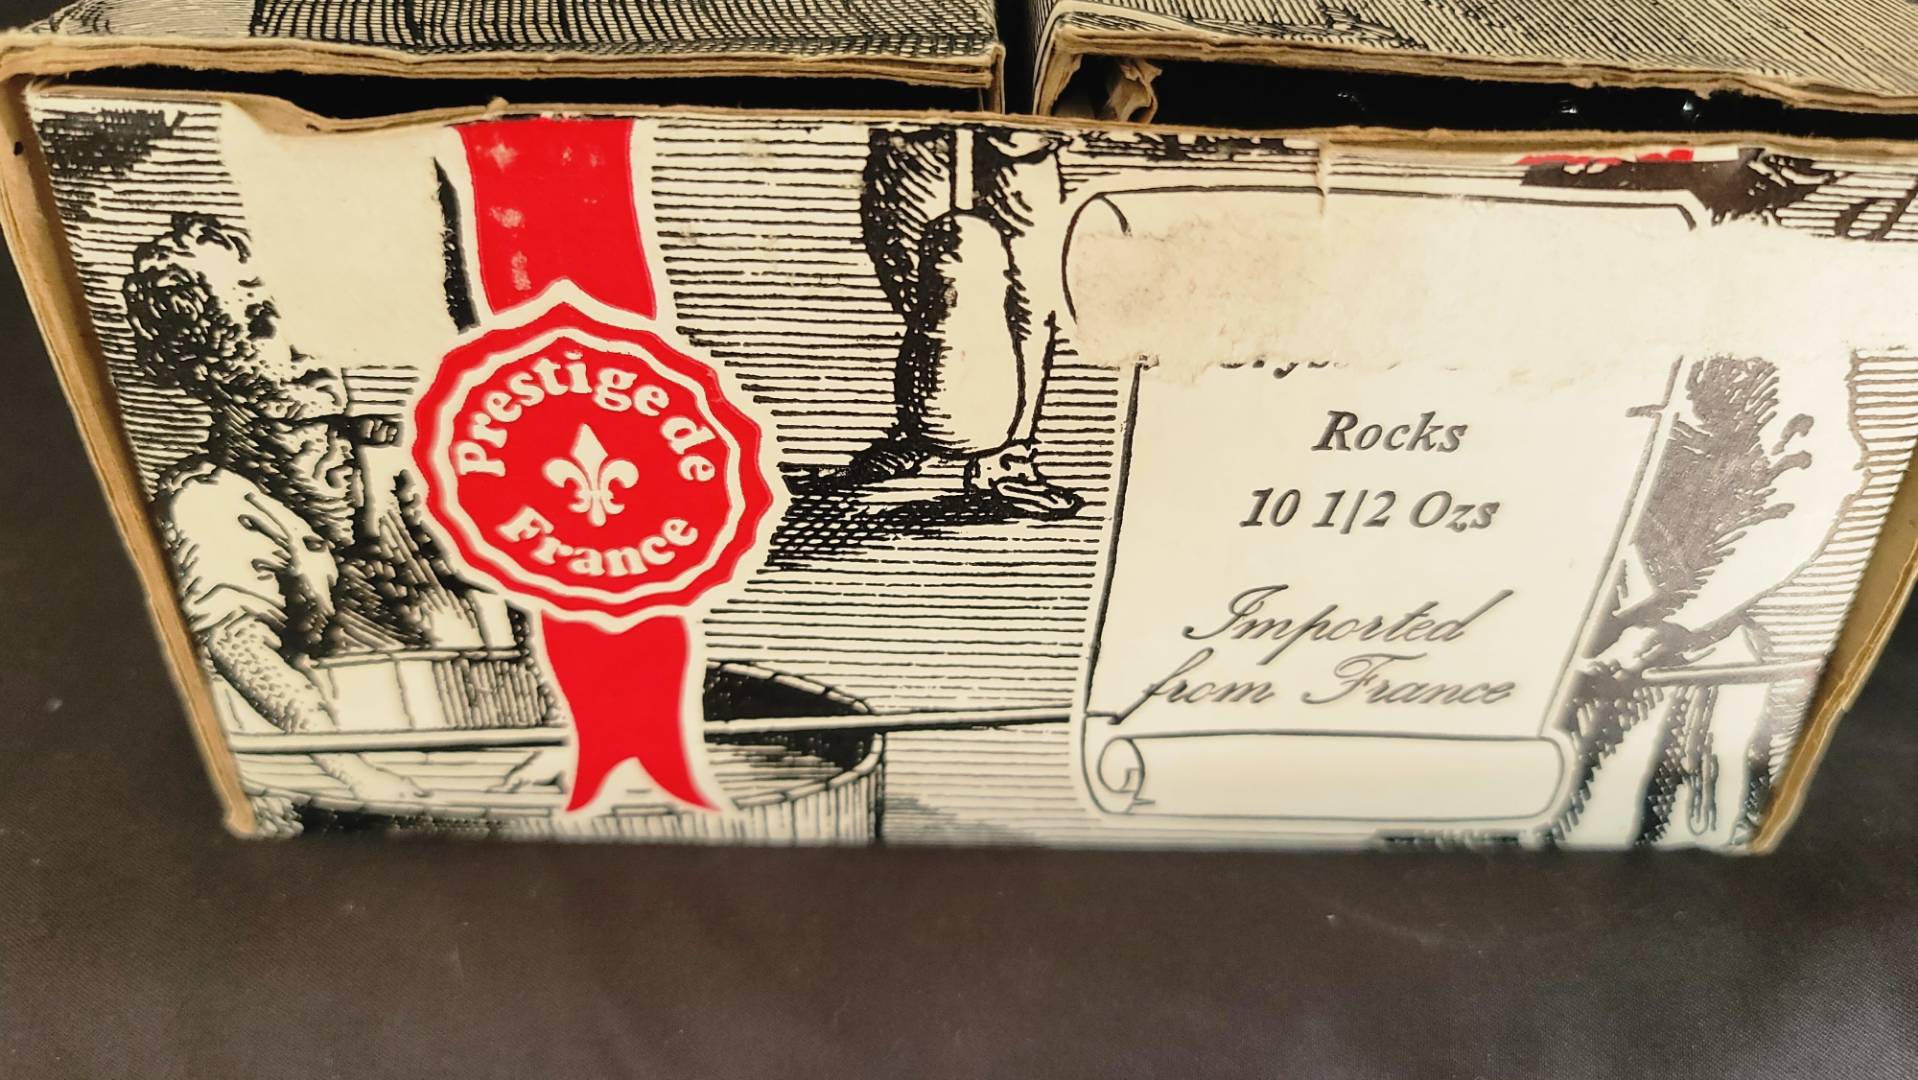 Prestige de
France
Rocks
10 1/2 Ozs
Imported
from France